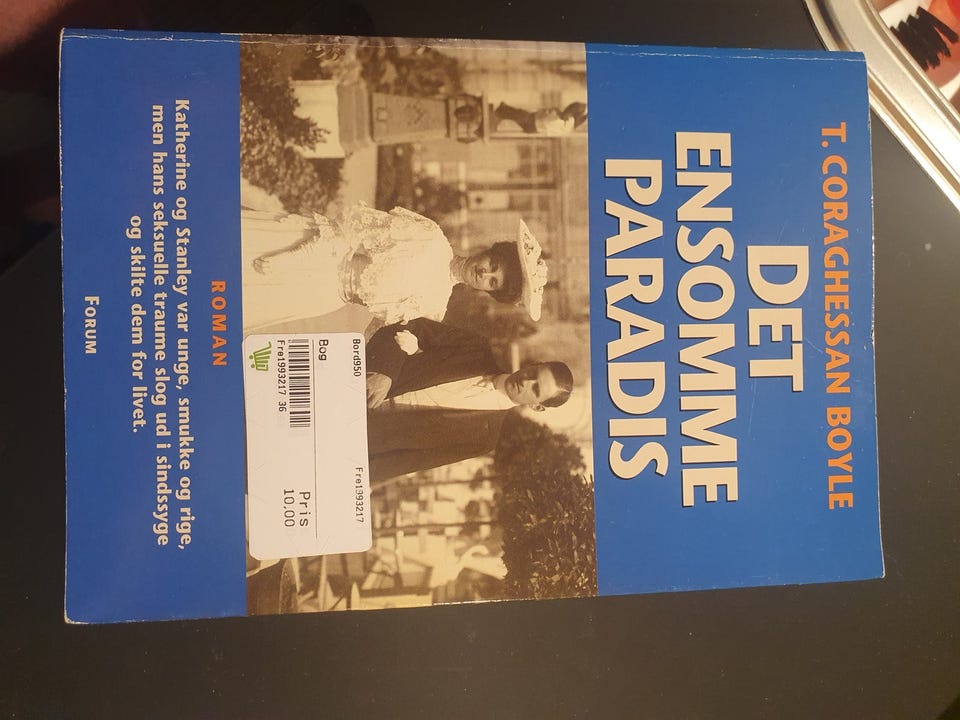 T. CORAGHESSAN BOYLE
DET
ENSOMME
PARADIS
Bord950 Fre1993217
Bog
Pris
10,00
Fre1993217 36
ROMAN
Katherine og Stanley var unge, smukke og rige,
men hans seksuelle traume slog ud i sindssyge
og skilte dem for livet.
FORUM